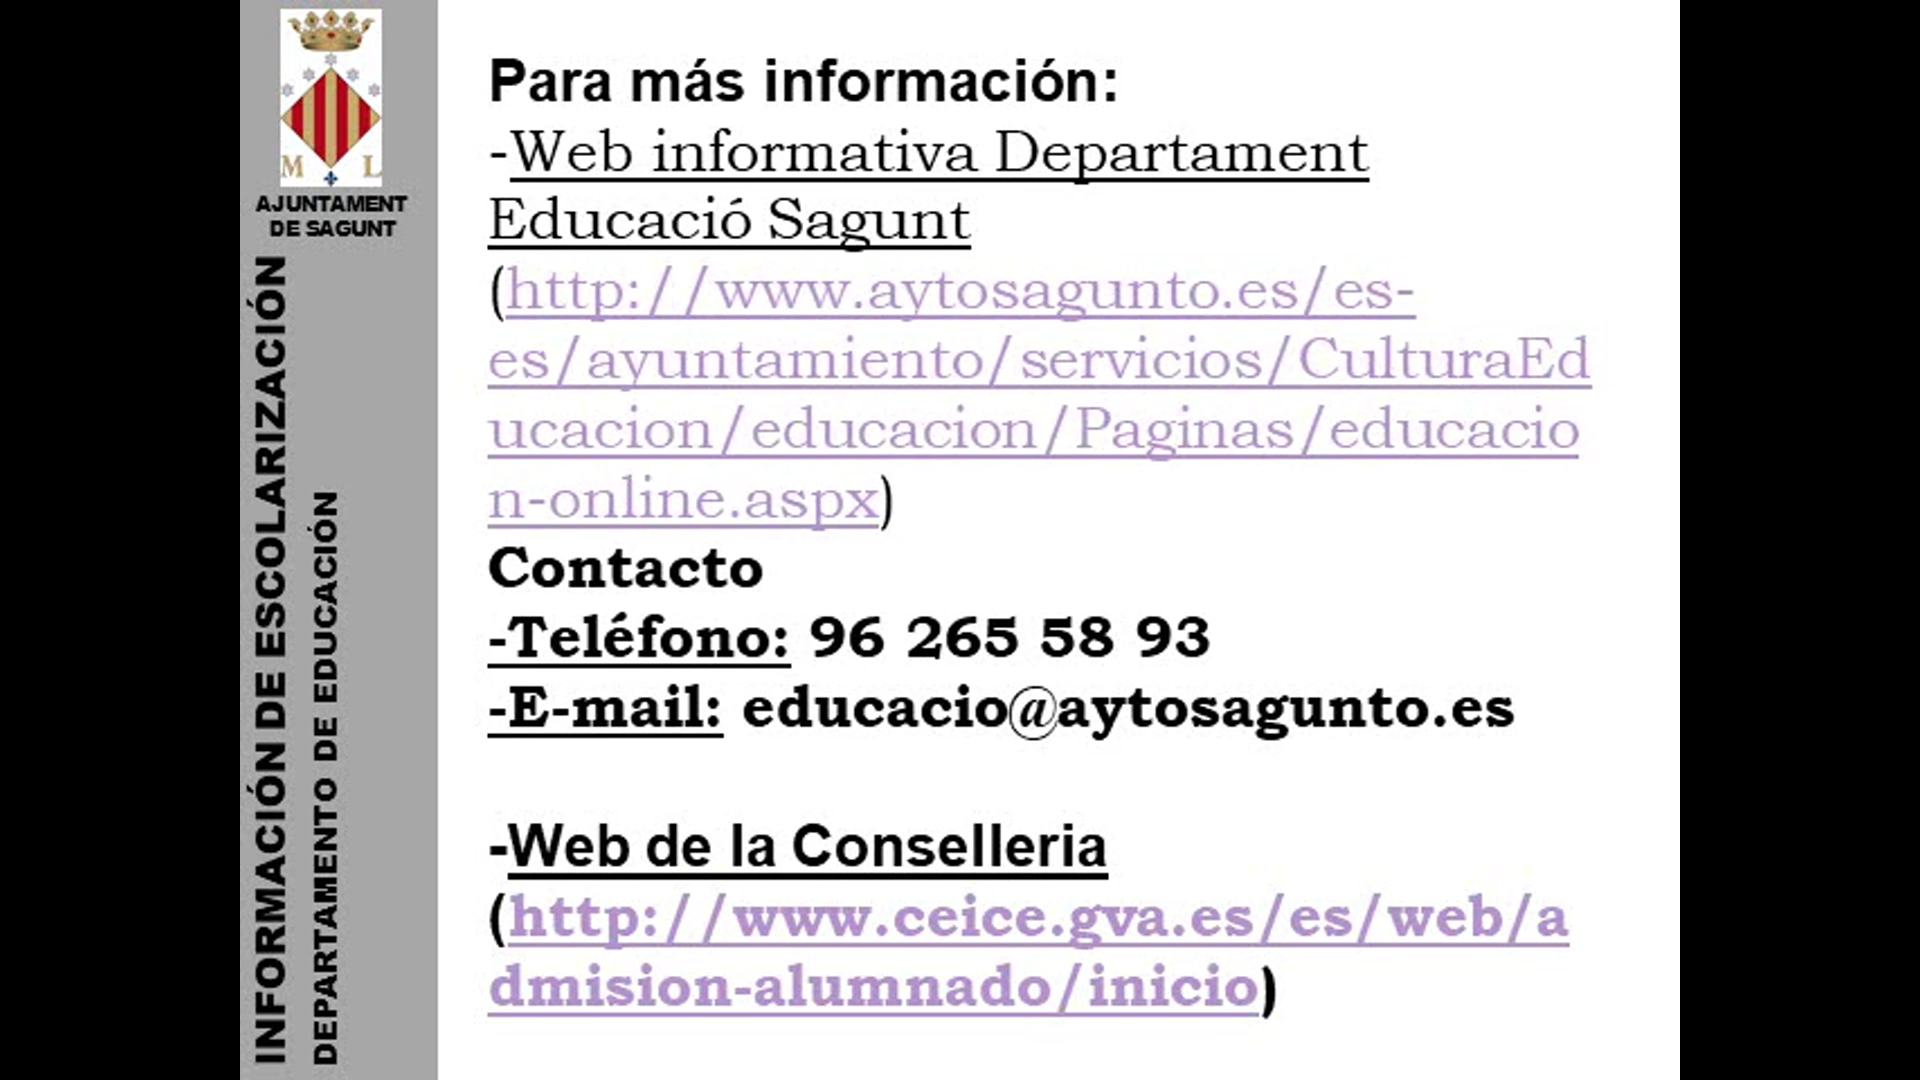 M L
AJUNTAMENT
DE SAGUNT
INFORMACIÓN DE ESCOLARIZACIÓN
DEPARTAMENTO DE EDUCACIÓN
Para más información:
-Web informativa Departament
Educació Sagunt
(http://www.aytosagunto.es/es-
es/ayuntamiento/servicios/CulturaEd
ucacion/educacion/Paginas/educacio
n-online.aspx)
Contacto
-Teléfono: 96 265 58 93
-E-mail: educacio@aytosagunto.es
-Web de la Conselleria
(http://www.ceice.gva.es/es/web/a
dmision-alumnado/inicio)